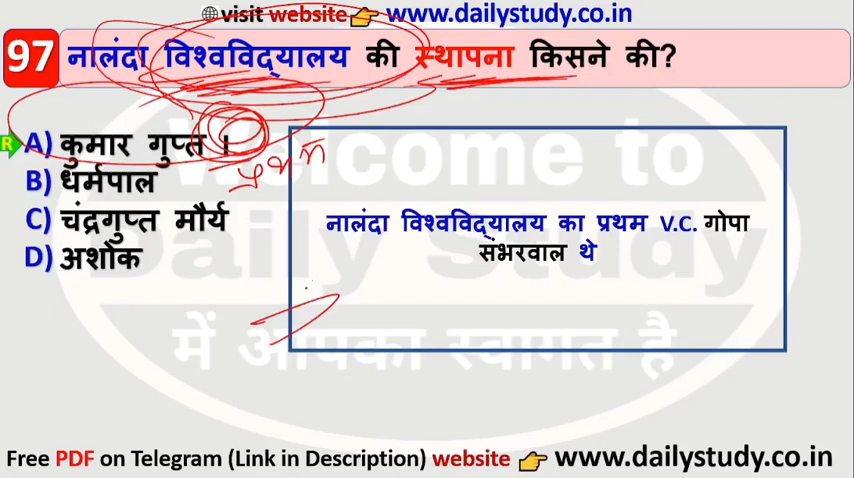 visit website www.dailystudy.co.in
97 नालंदा विश्वविद्यालय की स्थापना किसने की?
R A) कुमार गुप्त I
प्रथम
B) धर्मपाल
C) चंद्रगुप्त मौर्य
D) अशोक
नालंदा विश्वविद्यालय का प्रथम V.C. गोपा
संभरवाल थे
Welcome to
Daily Study
में आपका स्वागत है
Free PDF on Telegram (Link in Description) website www.dailystudy.co.in